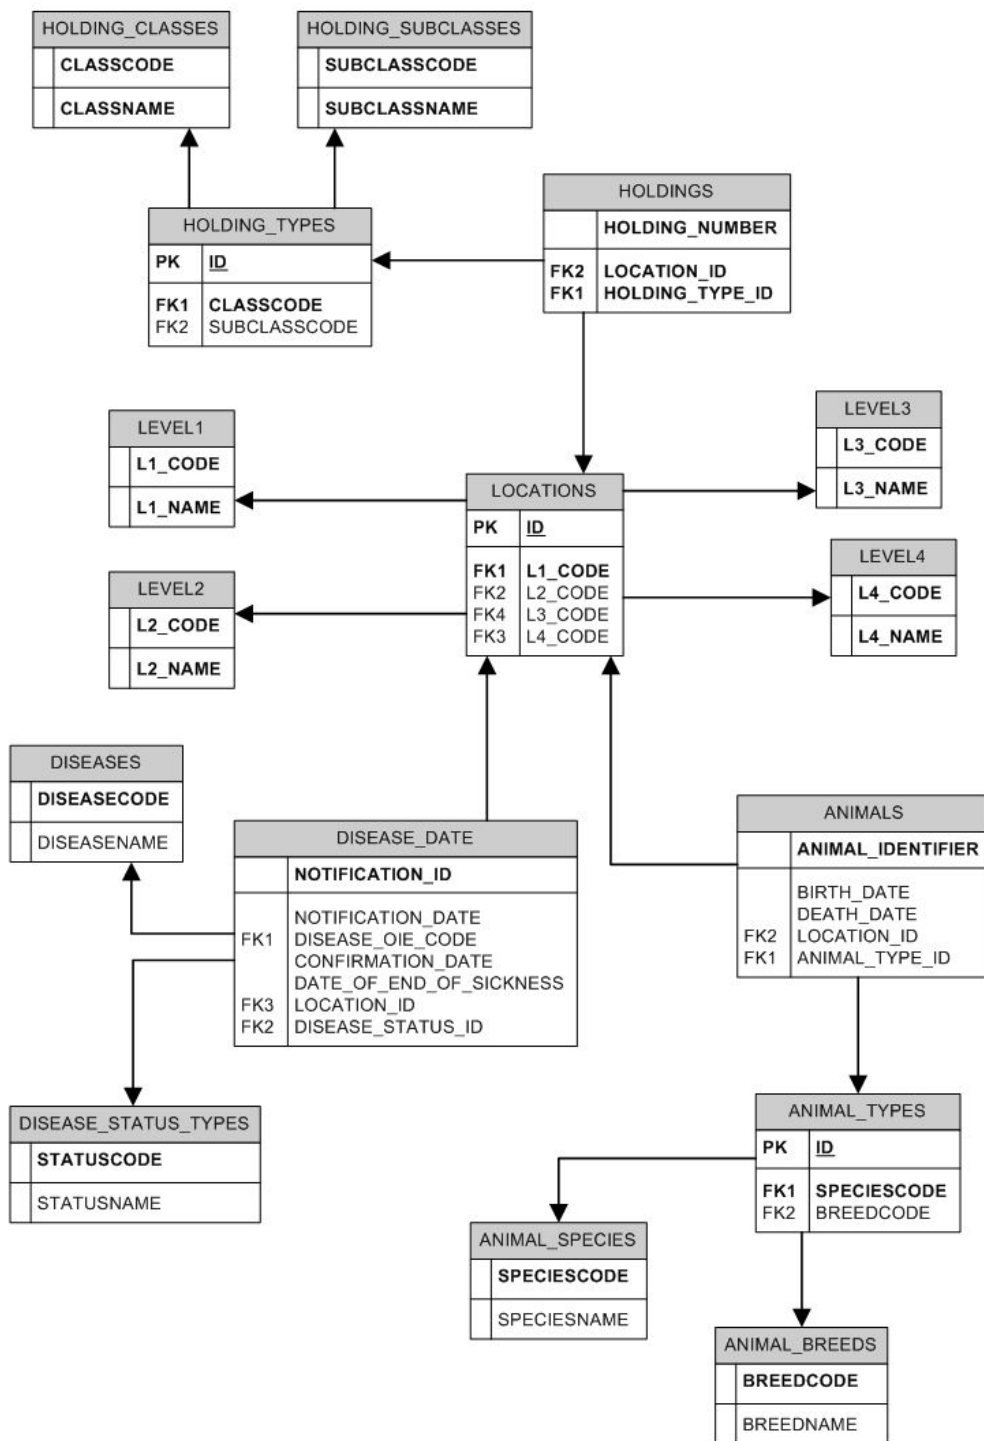 HOLDING_CLASSES
CLASSCODE
CLASSNAME
HOLDING_SUBCLASSES
SUBCLASSCODE
SUBCLASSNAME
HOLDING_TYPES
PK ID
FK1 CLASSCODE
FK2 SUBCLASSCODE
HOLDINGS
HOLDING_NUMBER
FK2 LOCATION_ID
FK1 HOLDING_TYPE_ID
LEVEL1
L1_CODE
L1_NAME
LEVEL2
L2_CODE
L2_NAME
LOCATIONS
PK ID
FK1 L1_CODE
FK2 L2_CODE
FK4 L3_CODE
FK3 L4_CODE
LEVEL3
L3_CODE
L3_NAME
LEVEL4
L4_CODE
L4_NAME
DISEASES
DISEASECODE
DISEASENAME
DISEASE_DATE
NOTIFICATION_ID
NOTIFICATION_DATE
FK1 DISEASE_OIE_CODE
CONFIRMATION_DATE
DATE_OF_END_OF_SICKNESS
FK3 LOCATION_ID
FK2 DISEASE_STATUS_ID
ANIMALS
ANIMAL_IDENTIFIER
BIRTH_DATE
DEATH_DATE
FK2 LOCATION_ID
FK1 ANIMAL_TYPE_ID
DISEASE_STATUS_TYPES
STATUSCODE
STATUSNAME
ANIMAL_TYPES
PK ID
FK1 SPECIESCODE
FK2 BREEDCODE
ANIMAL_SPECIES
SPECIESCODE
SPECIESNAME
ANIMAL_BREEDS
BREEDCODE
BREEDNAME